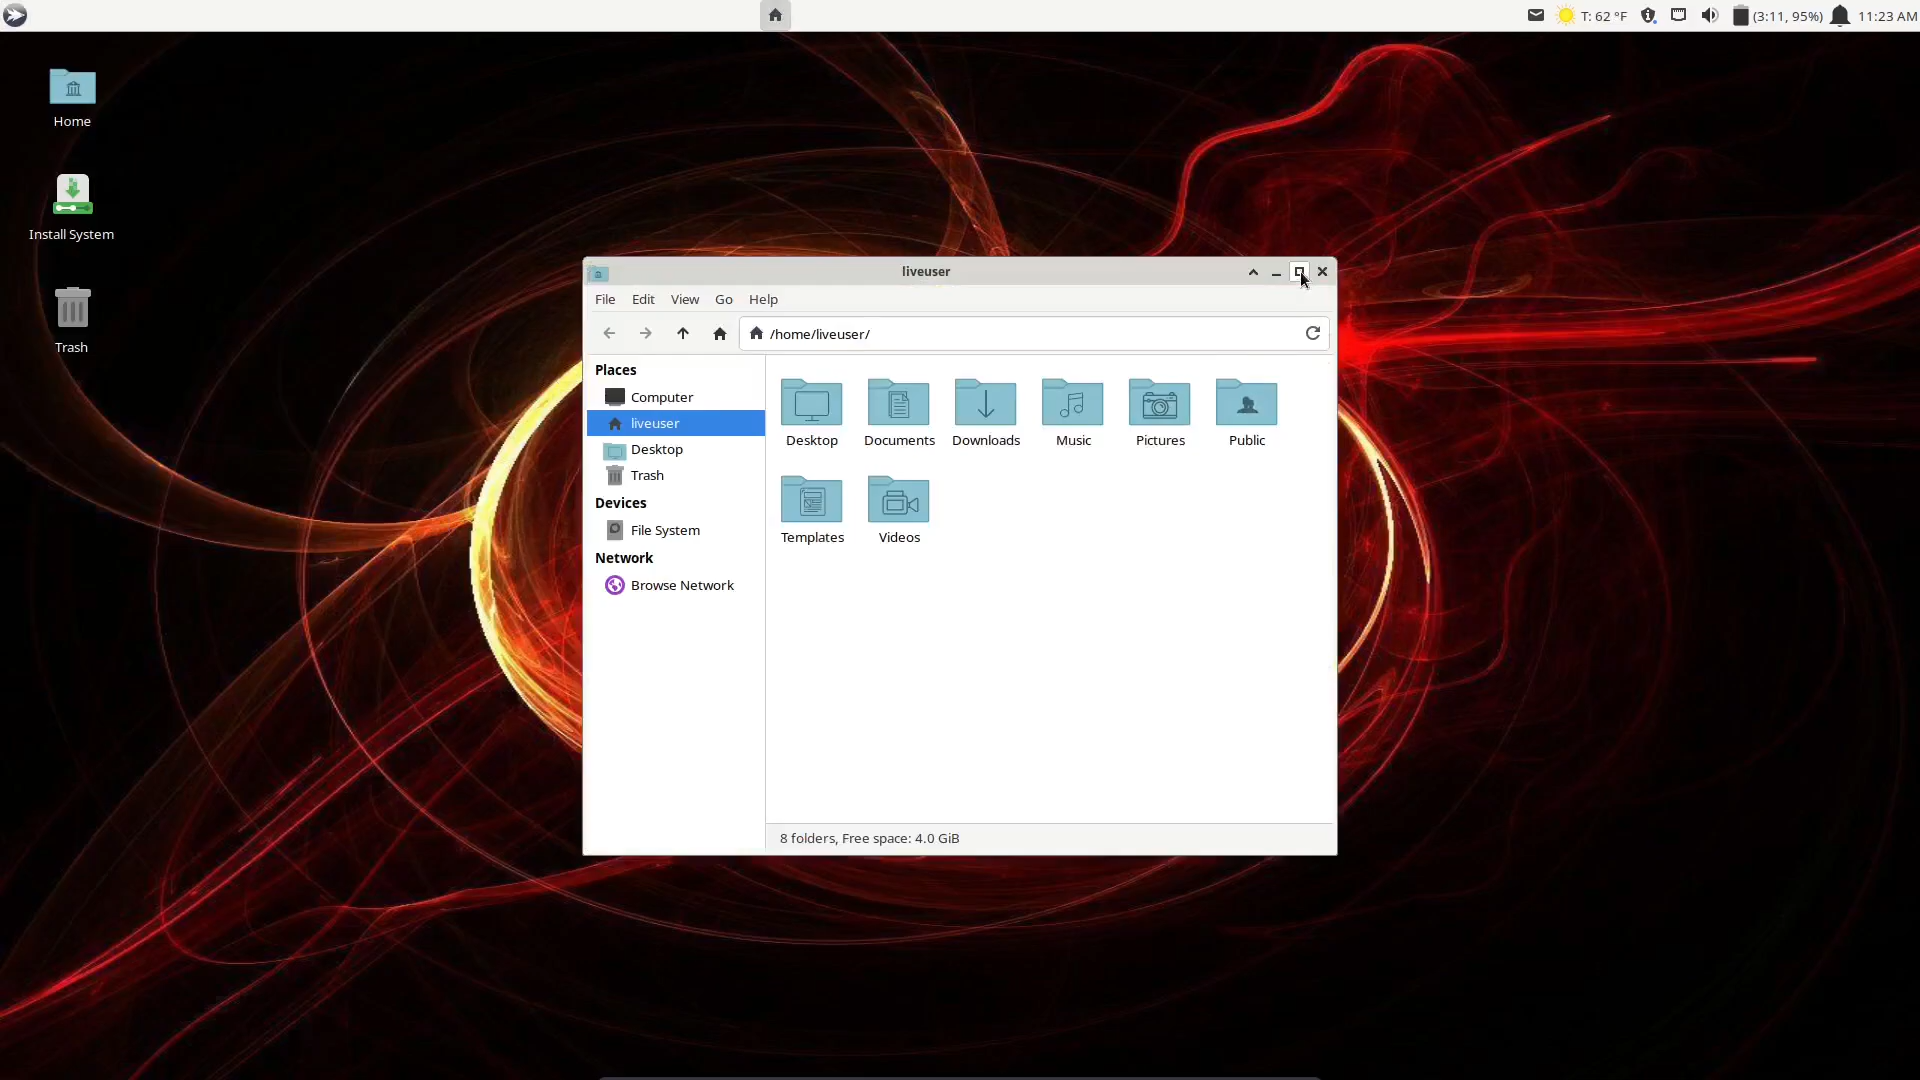 T: 62 °F (3:11, 95%) 11:23 AM
Home
Install System
Trash
liveuser
File Edit View Go Help
/home/liveuser/
Places
Computer
liveuser
Desktop
Trash
Devices
File System
Network
Browse Network
Desktop Documents Downloads Music Pictures Public
Templates Videos
8 folders, Free space: 4.0 GiB